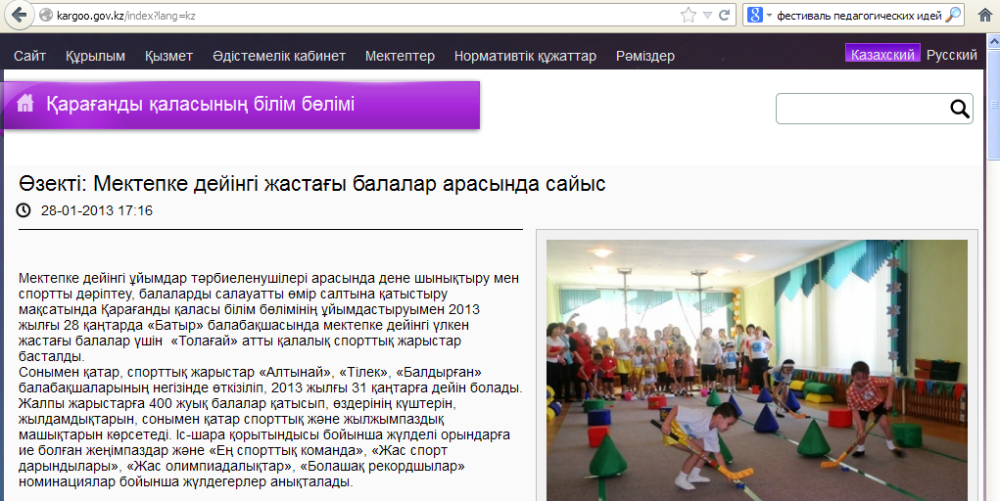 kargoo.gov.kz/index?lang=kz
фестиваль педагогических идей
Сайт Құрылым Қызмет Әдістемелік кабинет Мектептер Нормативтік құжаттар Рәміздер Казахский Русский
Қарағанды қаласының білім бөлімі
Өзекті: Мектепке дейінгі жастағы балалар арасында сайыс
28-01-2013 17:16
Мектепке дейінгі ұйымдар тәрбиеленушілері арасында дене шынықтыру мен
спортты дәріптеу, балаларды салауатты өмір салтына қатыстыру
мақсатында Қарағанды қаласы білім бөлімінің ұйымдастыруымен 2013
жылғы 28 қаңтарда «Батыр» балабақшасында мектепке дейінгі үлкен
жастағы балалар үшін «Толағай» атты қалалық спорттық жарыстар
басталды.
Сонымен қатар, спорттық жарыстар «Алтынай», «Тілек», «Балдырған»
балабақшаларының негізінде өткізіліп, 2013 жылғы 31 қаңтарға дейін болады.
Жалпы жарыстарға 400 жуық балалар қатысып, өздерінің күштерін,
жылдамдықтарын, сонымен қатар спорттық және жылжымпаздық
машықтарын көрсетеді. Іс-шара қорытындысы бойынша жүлделі орындарға
ие болған жеңімпаздар және «Ең спорттық команда», «Жас спорт
дарындылары», «Жас олимпиадалықтар», «Болашақ рекордшылар»
номинациялар бойынша жүлдегерлер анықталады.